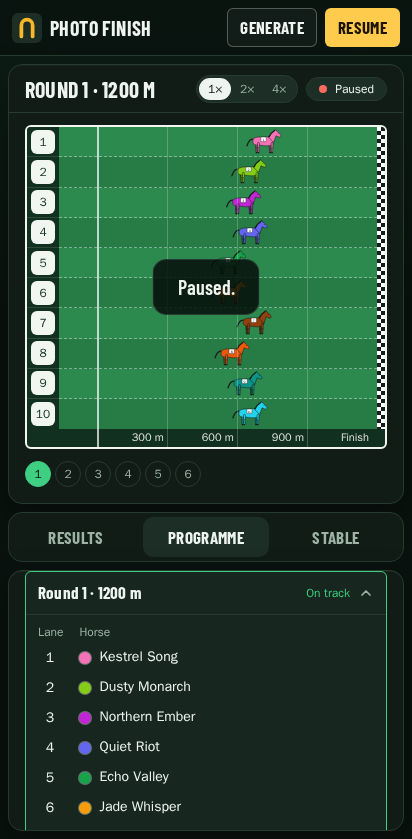 PHOTO FINISH
GENERATE
RESUME
ROUND 1 · 1200 M
1×
2×
4×
Paused
1
2
3
4
5
6
7
8
9
10
Paused.
300 m
600 m
900 m
Finish
1
2
3
4
5
6
RESULTS
PROGRAMME
STABLE
Round 1 · 1200 m
On track
Lane
Horse
1 Kestrel Song
2 Dusty Monarch
3 Northern Ember
4 Quiet Riot
5 Echo Valley
6 Jade Whisper